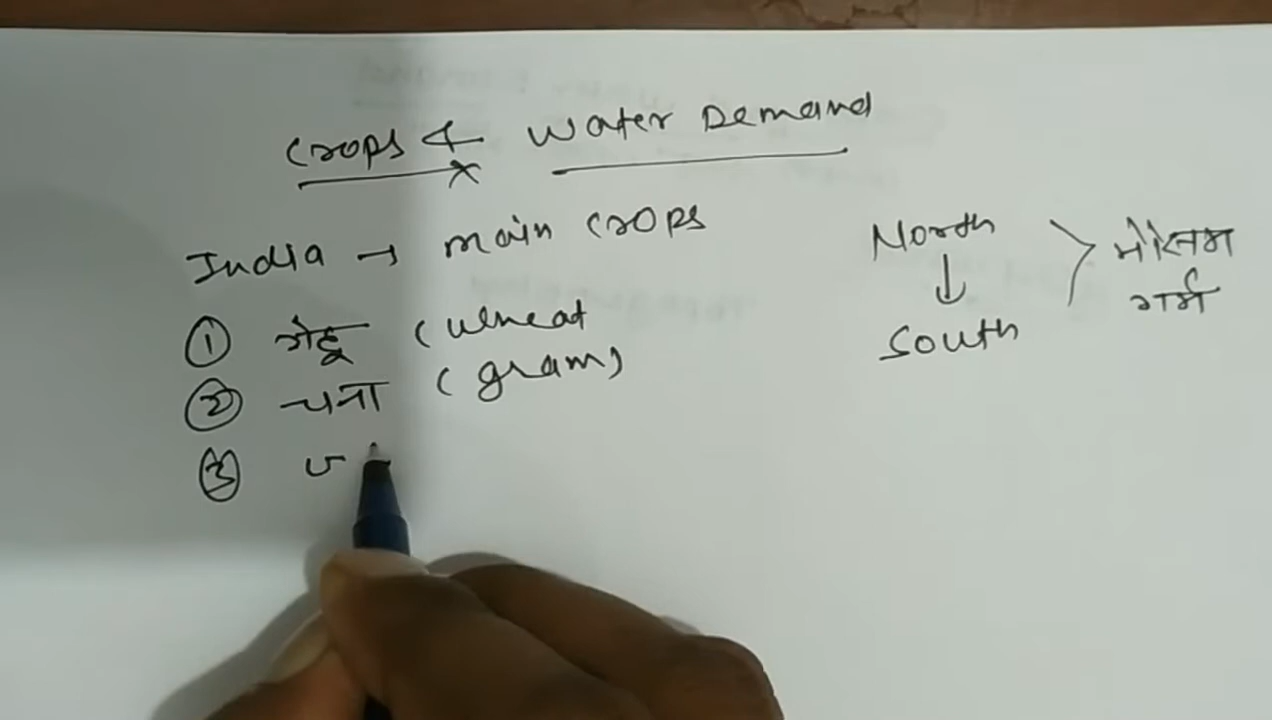 Crops & Water Demand
India → main crops
① गेहू (wheat
② चना (gram)
③
North
↓
South
मौसम
गर्म